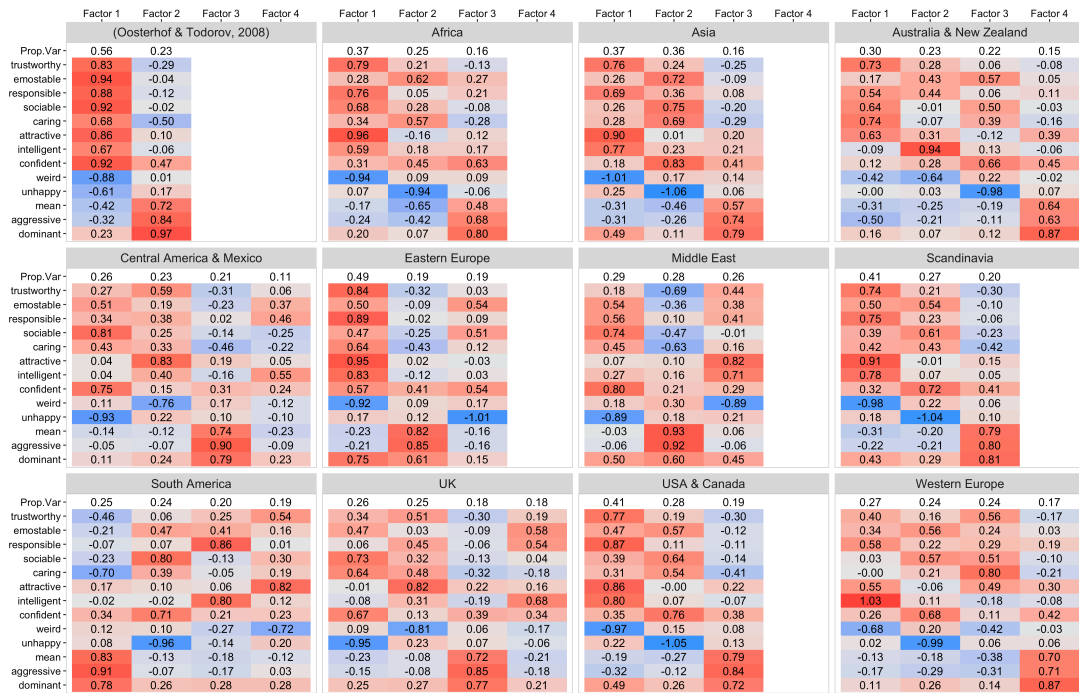 Factor 1 Factor 2 Factor 3 Factor 4 Factor 1 Factor 2 Factor 3 Factor 4 Factor 1 Factor 2 Factor 3 Factor 4 Factor 1 Factor 2 Factor 3 Factor 4
(Oosterhof & Todorov, 2008) Africa Asia Australia & New Zealand
Prop.Var 0.56 0.23 0.37 0.25 0.16 0.37 0.36 0.16 0.30 0.23 0.22 0.15
trustworthy 0.83 -0.29 0.79 0.21 -0.13 0.76 0.24 -0.25 0.73 0.28 0.06 -0.08
emostable 0.94 -0.04 0.28 0.62 0.27 0.26 0.72 -0.09 0.17 0.43 0.57 0.05
responsible 0.88 -0.12 0.76 0.05 0.21 0.69 0.36 0.08 0.54 0.44 0.06 0.11
sociable 0.92 -0.02 0.68 0.28 -0.08 0.26 0.75 -0.20 0.64 -0.01 0.50 -0.03
caring 0.68 -0.50 0.34 0.57 -0.28 0.28 0.69 -0.29 0.74 -0.07 0.39 -0.16
attractive 0.86 0.10 0.96 -0.16 0.12 0.90 0.01 0.20 0.63 0.31 -0.12 0.39
intelligent 0.67 -0.06 0.59 0.18 0.17 0.77 0.23 0.21 -0.09 0.94 0.13 -0.06
confident 0.92 0.47 0.31 0.45 0.63 0.18 0.83 0.41 0.12 0.28 0.66 0.45
weird -0.88 0.01 -0.94 0.09 0.09 -1.01 0.17 0.14 -0.42 -0.64 0.22 -0.02
unhappy -0.61 0.17 0.07 -0.94 -0.06 0.25 -1.06 0.06 -0.00 0.03 -0.98 0.07
mean -0.42 0.72 -0.17 -0.65 0.48 -0.31 -0.46 0.57 -0.31 -0.25 -0.19 0.64
aggressive -0.32 0.84 -0.24 -0.42 0.68 -0.31 -0.26 0.74 -0.50 -0.21 -0.11 0.63
dominant 0.23 0.97 0.20 0.07 0.80 0.49 0.11 0.79 0.16 0.07 0.12 0.87
Central America & Mexico Eastern Europe Middle East Scandinavia
Prop.Var 0.26 0.23 0.21 0.11 0.49 0.19 0.19 0.29 0.28 0.26 0.41 0.27 0.20
trustworthy 0.27 0.59 -0.31 0.06 0.84 -0.32 0.03 0.18 -0.69 0.44 0.74 0.21 -0.30
emostable 0.51 0.19 -0.23 0.37 0.50 -0.09 0.54 0.54 -0.36 0.38 0.50 0.54 -0.10
responsible 0.34 0.38 0.02 0.46 0.89 -0.02 0.09 0.56 0.10 0.41 0.75 0.23 -0.06
sociable 0.81 0.25 -0.14 -0.25 0.47 -0.25 0.51 0.74 -0.47 -0.01 0.39 0.61 -0.23
caring 0.43 0.33 -0.46 -0.22 0.64 -0.43 0.12 0.45 -0.63 0.16 0.42 0.43 -0.42
attractive 0.04 0.83 0.19 0.05 0.95 0.02 -0.03 0.07 0.10 0.82 0.91 -0.01 0.15
intelligent 0.04 0.40 -0.16 0.55 0.83 -0.12 0.03 0.27 0.16 0.71 0.78 0.07 0.05
confident 0.75 0.15 0.31 0.24 0.57 0.41 0.54 0.80 0.21 0.29 0.32 0.72 0.41
weird 0.11 -0.76 0.17 -0.12 -0.92 0.09 0.17 0.18 0.30 -0.89 -0.98 0.22 0.06
unhappy -0.93 0.22 0.10 -0.10 0.17 0.12 -1.01 -0.89 0.18 0.21 0.18 -1.04 0.10
mean -0.14 -0.12 0.74 -0.23 -0.23 0.82 -0.16 -0.03 0.93 0.06 -0.31 -0.20 0.79
aggressive -0.05 -0.07 0.90 -0.09 -0.21 0.85 -0.16 -0.06 0.92 -0.06 -0.22 -0.21 0.80
dominant 0.11 0.24 0.79 0.23 0.75 0.61 0.15 0.50 0.60 0.45 0.43 0.29 0.81
South America UK USA & Canada Western Europe
Prop.Var 0.25 0.24 0.20 0.19 0.26 0.25 0.18 0.18 0.41 0.28 0.19 0.27 0.24 0.24 0.17
trustworthy -0.46 0.06 0.25 0.54 0.34 0.51 -0.30 0.19 0.77 0.19 -0.30 0.40 0.16 0.56 -0.17
emostable -0.21 0.47 0.41 0.16 0.47 0.03 -0.09 0.58 0.47 0.57 -0.12 0.34 0.56 0.24 0.03
responsible -0.07 0.07 0.86 0.01 0.06 0.45 -0.06 0.54 0.87 0.11 -0.11 0.58 0.22 0.29 0.19
sociable -0.23 0.80 -0.13 0.30 0.73 0.32 -0.13 0.04 0.39 0.64 -0.14 0.03 0.57 0.51 0.10
caring -0.70 0.39 -0.05 0.19 0.64 0.48 -0.32 -0.18 0.31 0.54 -0.41 -0.00 0.21 0.80 -0.21
attractive 0.17 0.10 0.06 0.82 -0.01 0.82 0.22 0.16 0.86 -0.00 0.22 0.55 -0.06 0.49 0.30
intelligent -0.02 -0.02 0.80 0.12 -0.08 0.31 -0.19 0.68 0.80 0.07 -0.07 1.03 0.11 -0.18 -0.08
confident 0.34 0.71 0.21 0.23 0.67 0.13 0.39 0.34 0.35 0.76 0.38 0.26 0.68 0.11 0.42
weird 0.12 0.10 -0.27 -0.72 0.09 -0.81 0.06 -0.17 -0.97 0.15 0.08 -0.68 0.20 -0.42 -0.03
unhappy 0.08 -0.96 -0.14 0.20 -0.95 0.23 0.07 -0.06 0.22 -1.05 0.13 0.02 -0.99 0.06 0.06
mean 0.83 -0.13 -0.18 -0.12 -0.23 -0.08 0.72 -0.21 -0.19 -0.27 0.79 -0.13 -0.18 -0.38 0.70
aggressive 0.91 -0.07 -0.17 0.03 -0.15 -0.08 0.85 -0.18 -0.32 -0.12 0.84 -0.17 -0.29 -0.31 0.71
dominant 0.78 0.26 0.28 0.28 0.25 0.27 0.77 0.21 0.49 0.26 0.72 0.11 0.26 0.14 0.87